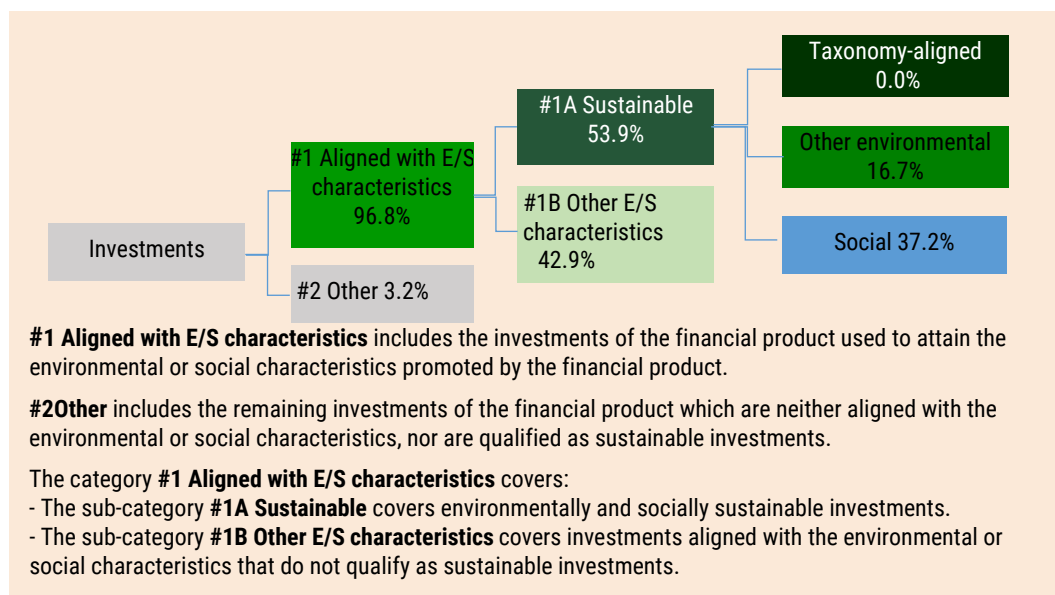 Taxonomy-aligned
0.0%
#1A Sustainable
53.9%
Other environmental
16.7%
#1 Aligned with E/S
characteristics
96.8%
#1B Other E/S
characteristics
42.9%
Investments
Social 37.2%
#2 Other 3.2%
#1 Aligned with E/S characteristics includes the investments of the financial product used to attain the
environmental or social characteristics promoted by the financial product.
#2Other includes the remaining investments of the financial product which are neither aligned with the
environmental or social characteristics, nor are qualified as sustainable investments.
The category #1 Aligned with E/S characteristics covers:
- The sub-category #1A Sustainable covers environmentally and socially sustainable investments.
- The sub-category #1B Other E/S characteristics covers investments aligned with the environmental or
social characteristics that do not qualify as sustainable investments.